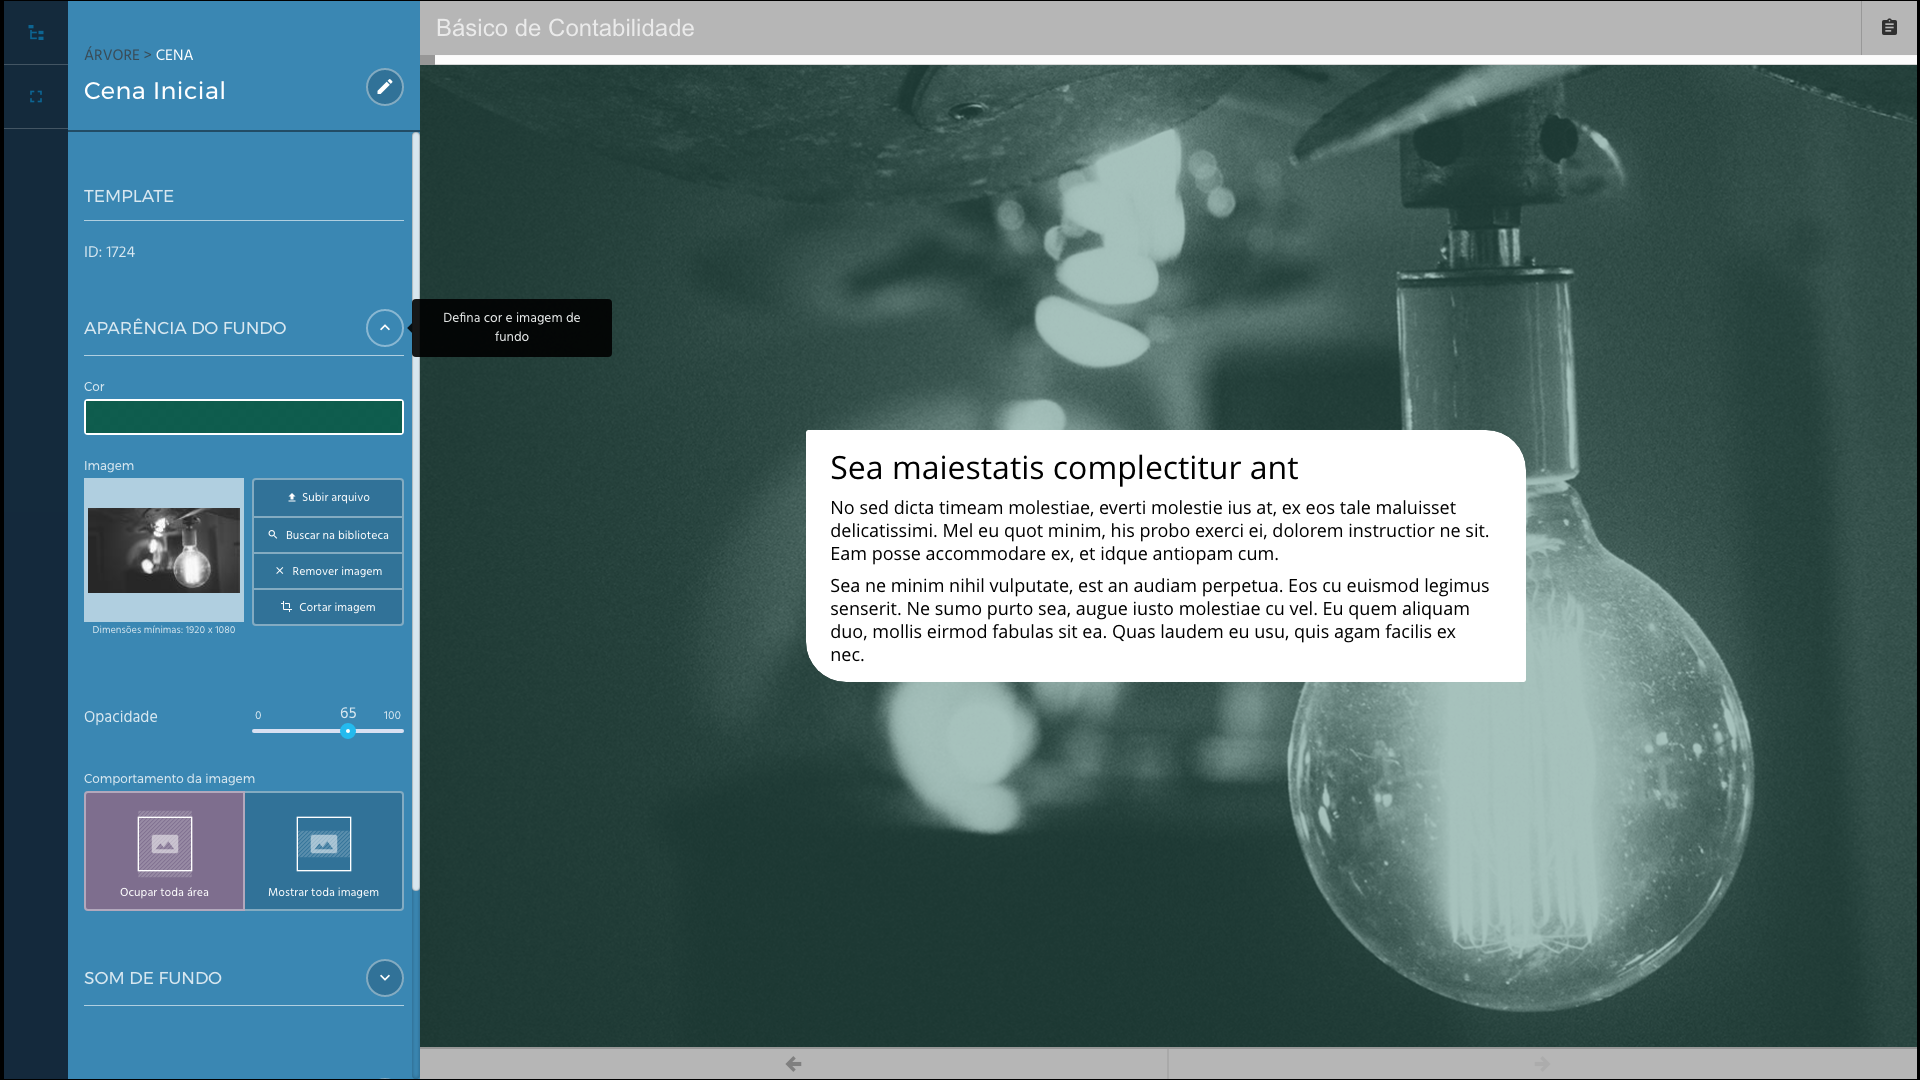 Básico de Contabilidade
ÁRVORE > CENA
Cena Inicial
TEMPLATE
ID: 1724
APARÊNCIA DO FUNDO
Defina cor e imagem de
fundo
Cor
Imagem
Subir arquivo
Buscar na biblioteca
Remover imagem
Cortar imagem
Dimensões mínimas: 1920 x 1080
Opacidade
0 65 100
Comportamento da imagem
Ocupar toda área
Mostrar toda imagem
SOM DE FUNDO
Sea maiestatis complectitur ant
No sed dicta timeam molestiae, everti molestie ius at, ex eos tale maluisset
delicatissimi. Mel eu quot minim, his probo exerci ei, dolorem instructior ne sit.
Eam posse accommodare ex, et idque antiopam cum.
Sea ne minim nihil vulputate, est an audiam perpetua. Eos cu euismod legimus
senserit. Ne sumo purto sea, augue iusto molestiae cu vel. Eu quem aliquam
duo, mollis eirmod fabulas sit ea. Quas laudem eu usu, quis agam facilis ex
nec.